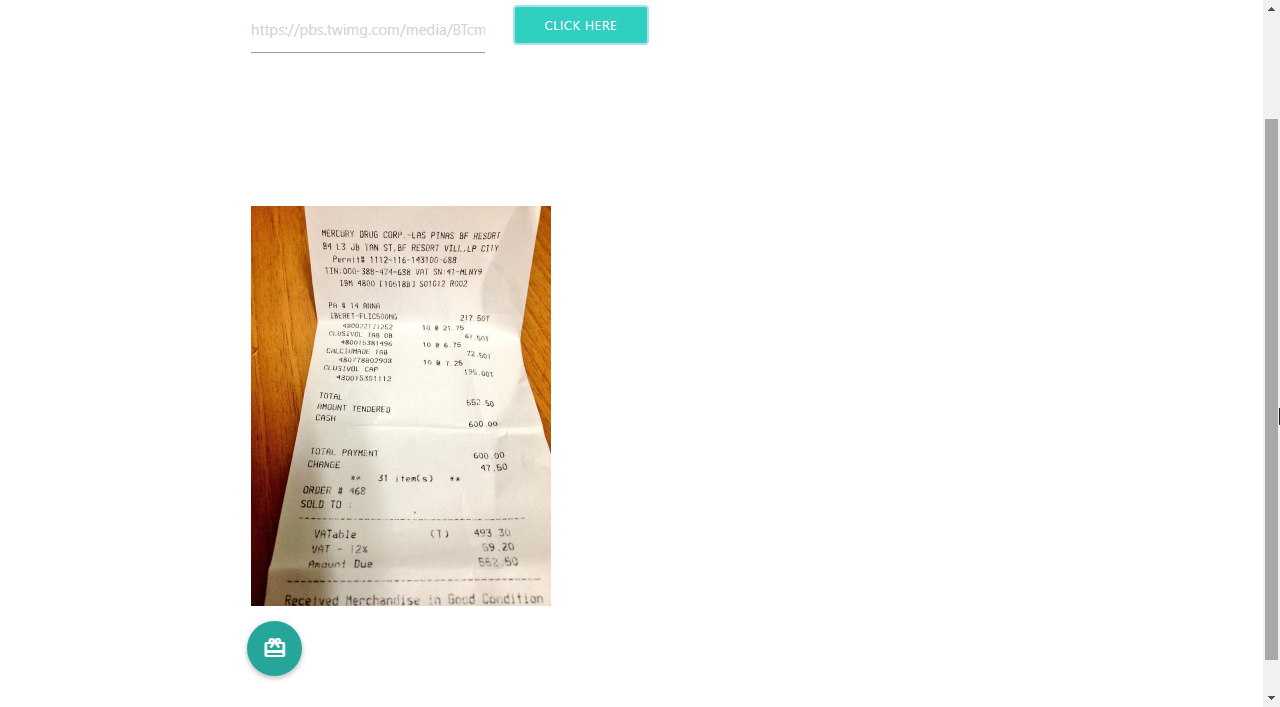 https://pbs.twimg.com/media/BTcm
CLICK HERE
MERCURY DRUG CORP.-LAS PINAS BF RESORT
B4 L3 JB TAN ST,BF RESORT VILL,LP CITY
Permit# 1112-116-143100-688
TIN:000-388-474-688 VAT SN:41-MLNY9
IBM 4800 [10518B] S01012 R002
PA # 14 ANNA
IBERET-FLIC500MG 217.50T
480022171252 10 @ 21.75
CLUSIVOL TAB OB 67.50T
480015381496 10 @ 6.75
CALCIUMADE TAB 72.50T
480778802908 10 @ 7.25
CLUSIVOL CAP 195.00T
480015351112
TOTAL 552.50
AMOUNT TENDERED
CASH 600.00
TOTAL PAYMENT 600.00
CHANGE 47.50
** 31 item(s) **
ORDER # 468
SOLD TO :
VATable (T) 493.30
VAT - 12% 59.20
Amount Due 552.50
Received Merchandise in Good Condition